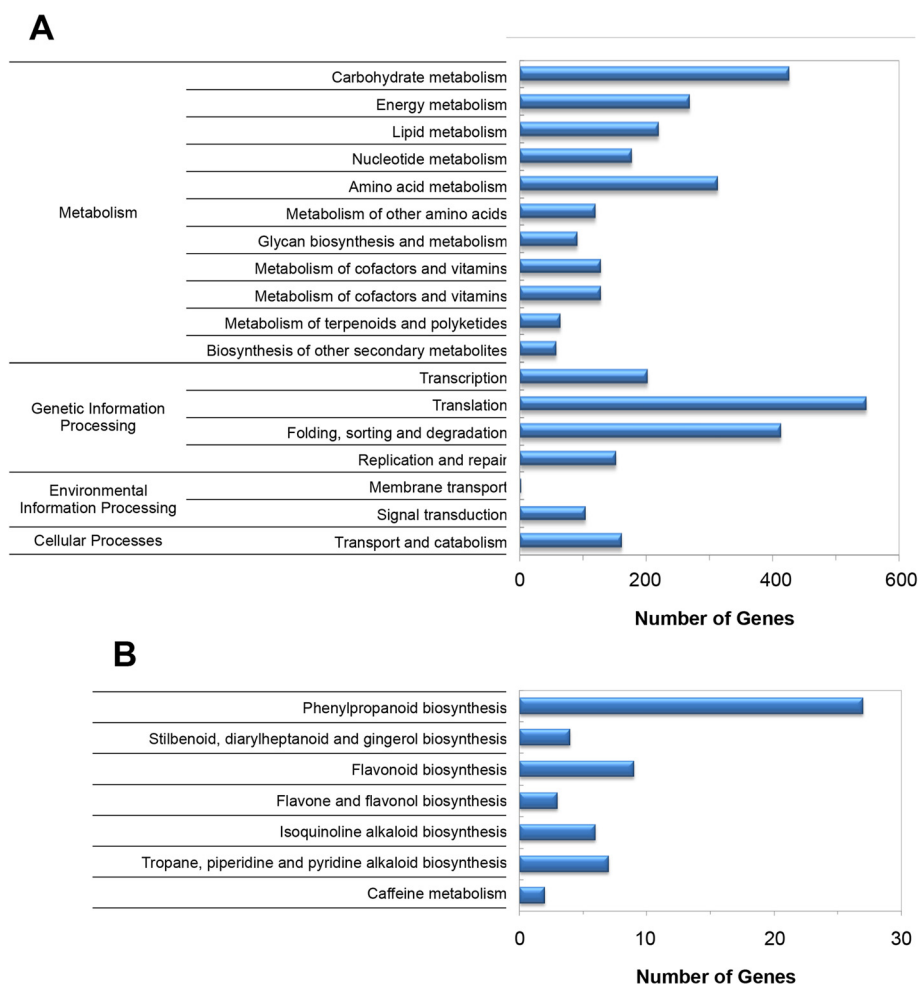 A
Carbohydrate metabolism
Energy metabolism
Lipid metabolism
Nucleotide metabolism
Amino acid metabolism
Metabolism
Metabolism of other amino acids
Glycan biosynthesis and metabolism
Metabolism of cofactors and vitamins
Metabolism of cofactors and vitamins
Metabolism of terpenoids and polyketides
Biosynthesis of other secondary metabolites
Transcription
Genetic Information
Processing
Translation
Folding, sorting and degradation
Replication and repair
Environmental
Information Processing
Membrane transport
Signal transduction
Cellular Processes
Transport and catabolism
0 200 400 600
Number of Genes
B
Phenylpropanoid biosynthesis
Stilbenoid, diarylheptanoid and gingerol biosynthesis
Flavonoid biosynthesis
Flavone and flavonol biosynthesis
Isoquinoline alkaloid biosynthesis
Tropane, piperidine and pyridine alkaloid biosynthesis
Caffeine metabolism
0 10 20 30
Number of Genes